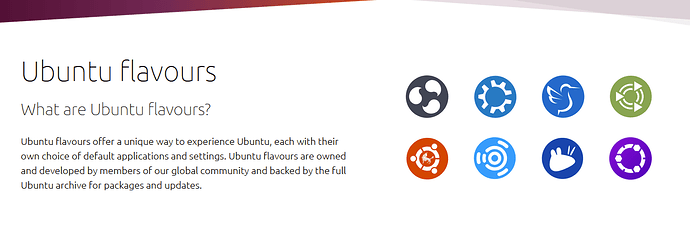 Ubuntu flavours
What are Ubuntu flavours?
Ubuntu flavours offer a unique way to experience Ubuntu, each with their
own choice of default applications and settings. Ubuntu flavours are owned
and developed by members of our global community and backed by the full
Ubuntu archive for packages and updates.